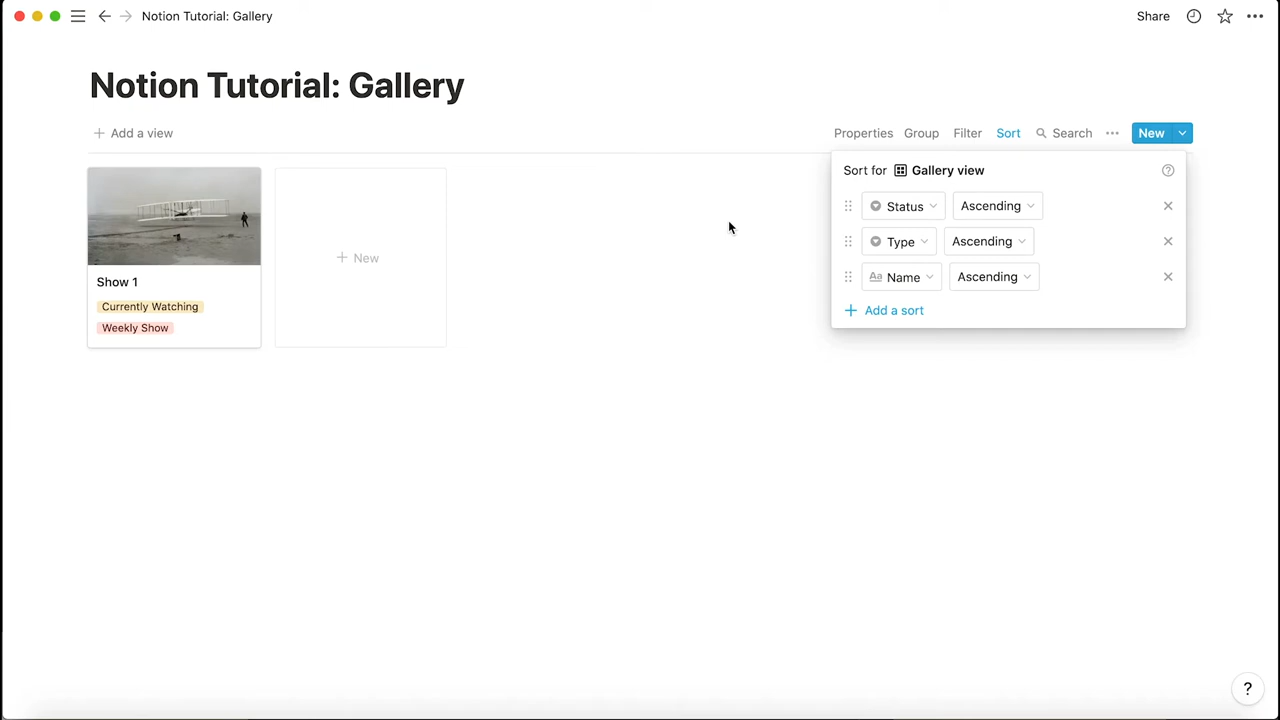 Notion Tutorial: Gallery
Share
Notion Tutorial: Gallery
Add a view
Properties Group Filter Sort Search New
Sort for Gallery view
Status Ascending
Type Ascending
Aa Name Ascending
Add a sort
Show 1
Currently Watching
Weekly Show
New
?